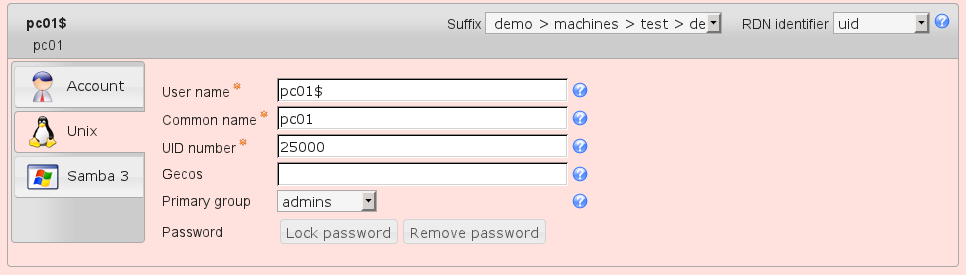 pc01$
Suffix demo > machines > test > de RDN identifier uid
pc01
Account
Unix
Samba 3
User name * pc01$
Common name * pc01
UID number * 25000
Gecos
Primary group admins
Password Lock password Remove password